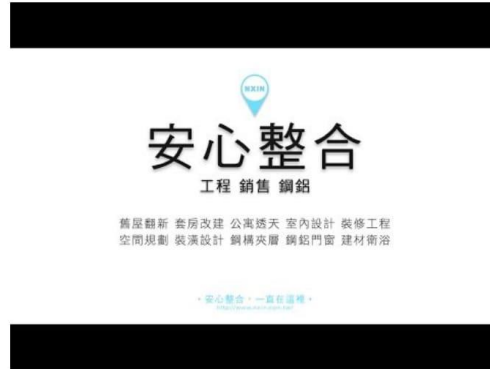 NXIN
安心整合
工程 銷售 鋼鋁
舊屋翻新 套房改建 公寓透天 室內設計 裝修工程
空間規劃 裝潢設計 鋼構夾層 鋼鋁門窗 建材衛浴
•安心整合，一直在這裡•